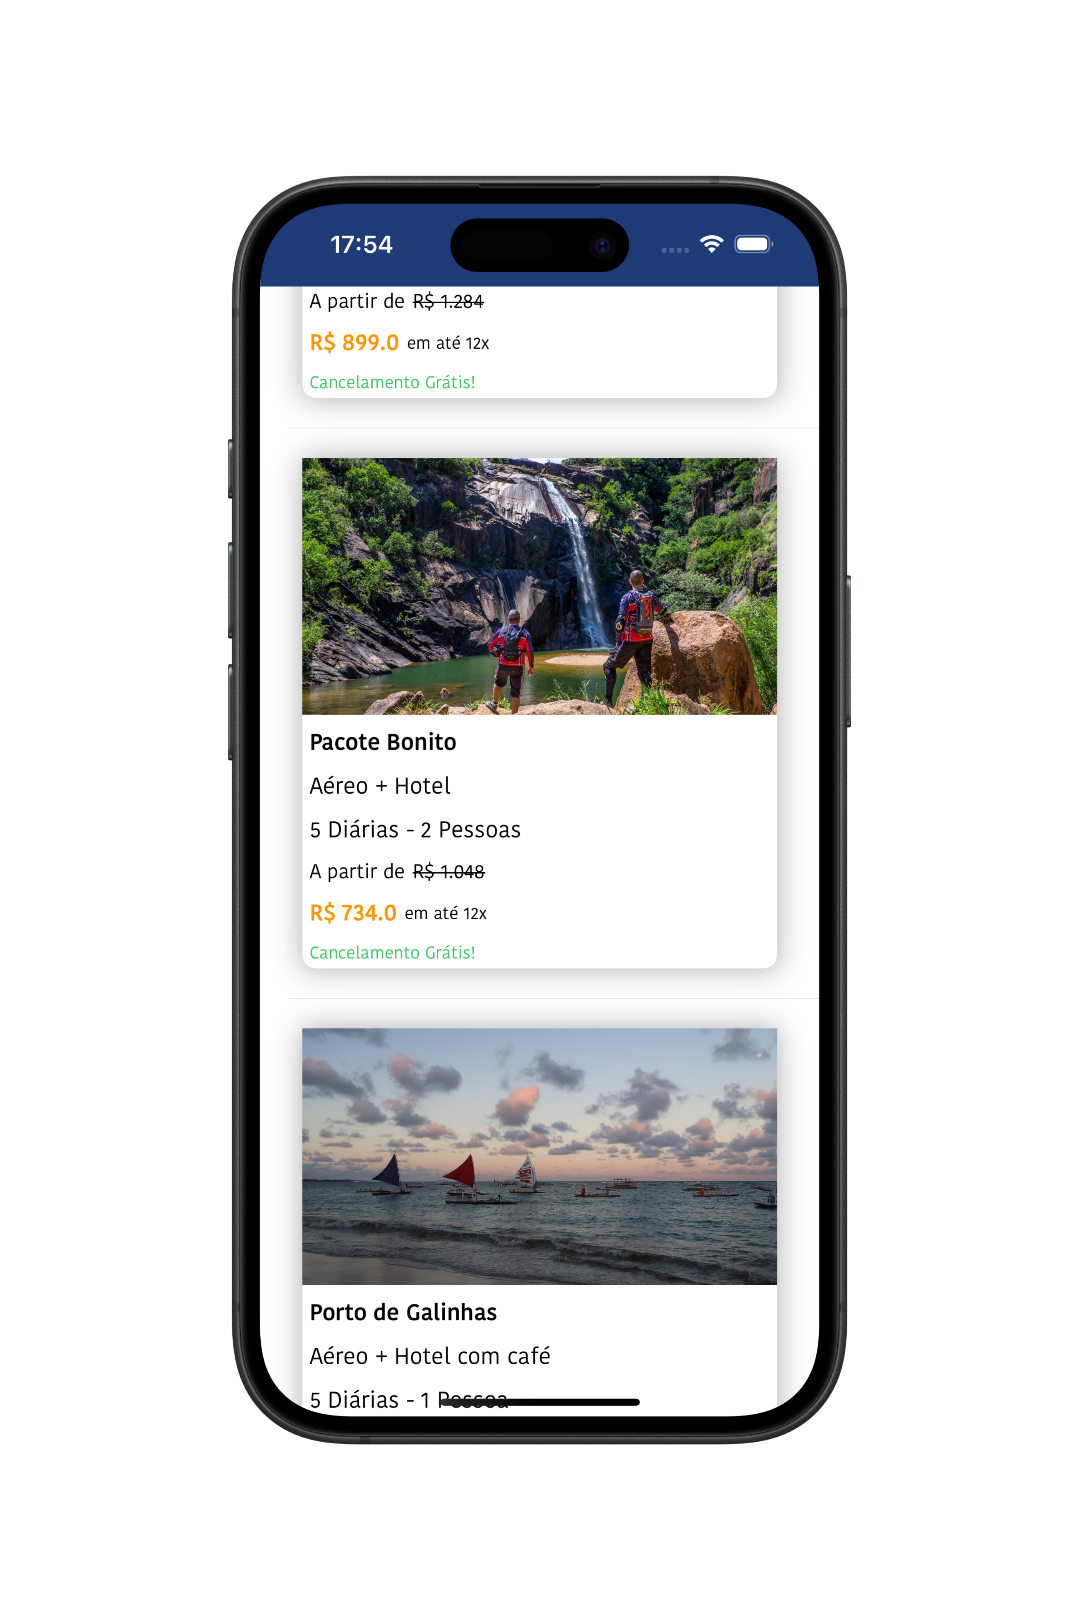 17:54
A partir de R$ 1.284
R$ 899.0 em até 12x
Cancelamento Grátis!
Pacote Bonito
Aéreo + Hotel
5 Diárias - 2 Pessoas
A partir de R$ 1.048
R$ 734.0 em até 12x
Cancelamento Grátis!
Porto de Galinhas
Aéreo + Hotel com café
5 Diárias - 1 Pessoa